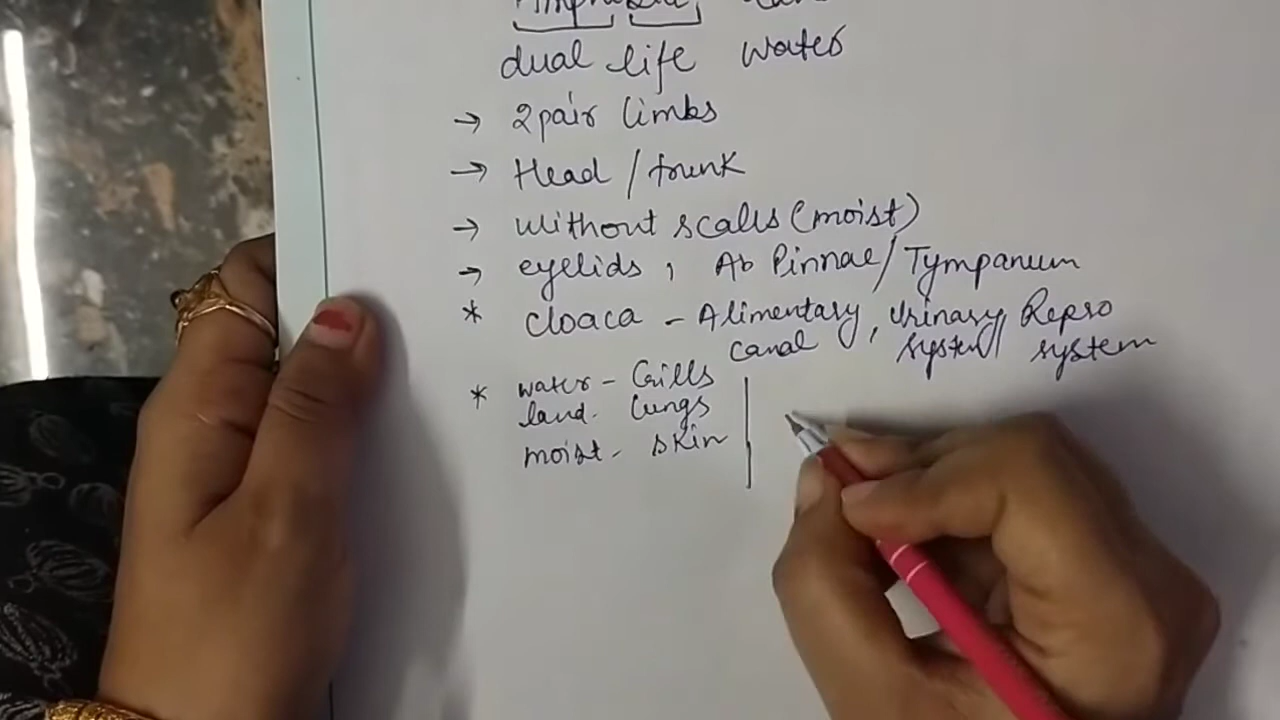 dual life water
→ 2pair limbs
→ Head / trunk
→ without scalls (moist)
→ eyelids, Ab Pinnae / Tympanum
* Cloaca - Alimentary canal, Urinary system, Repro system
* water - Gills
land - lungs
moist - skin